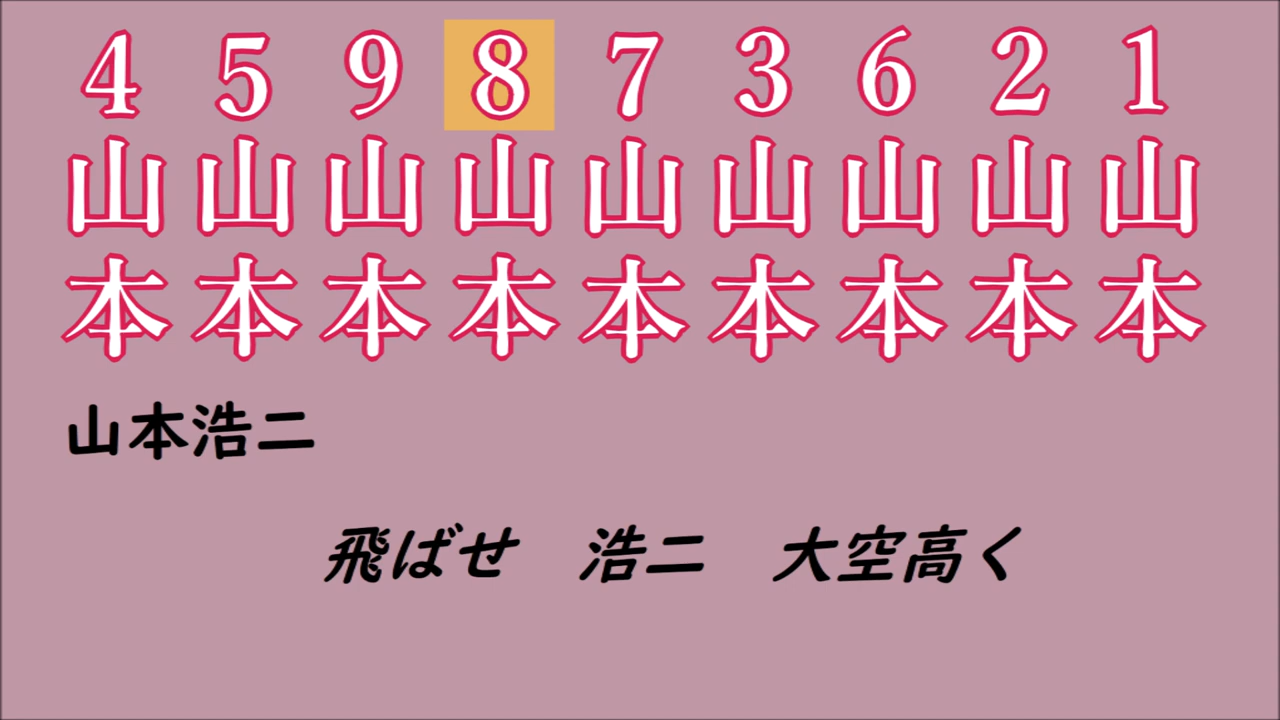 4 5 9 8 7 3 6 2 1
山本 山本 山本 山本 山本 山本 山本 山本 山本
山本浩二
飛ばせ 浩二 大空高く